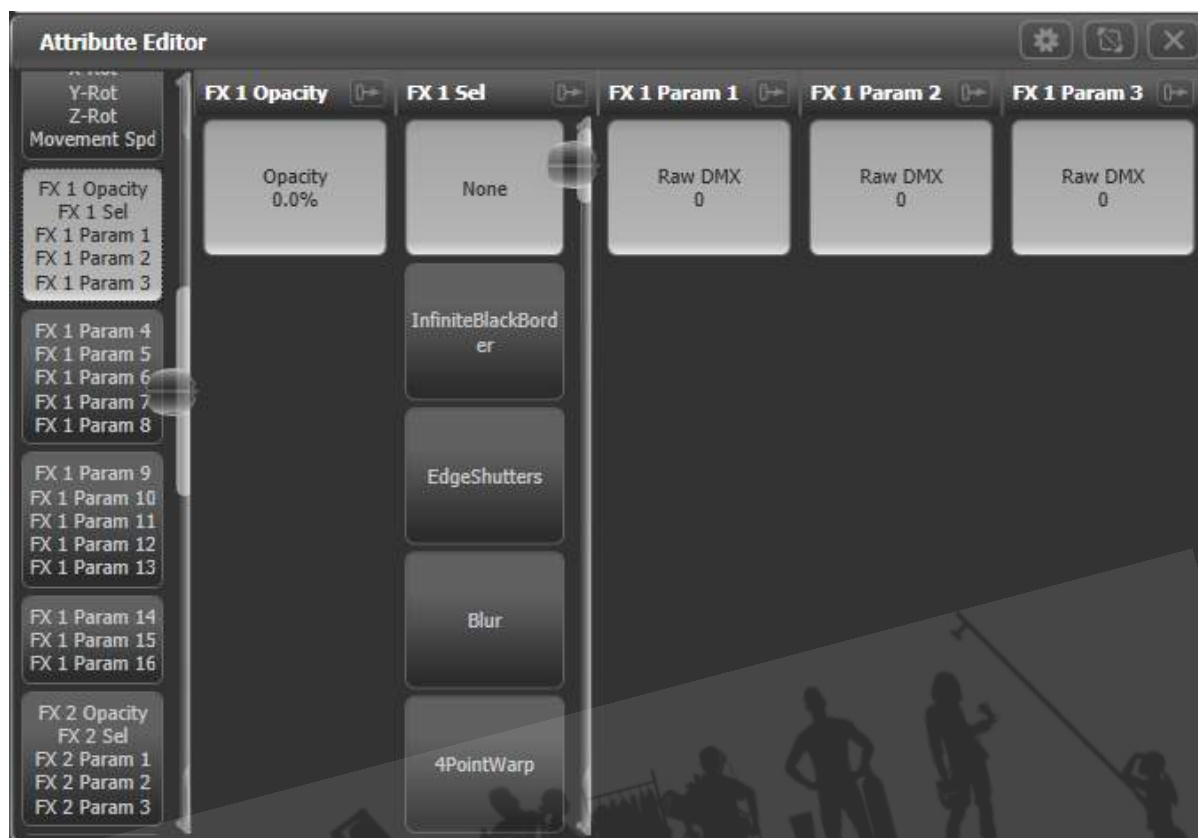 Attribute Editor
X-Rot
Y-Rot
Z-Rot
Movement Spd
FX 1 Opacity
FX 1 Sel
FX 1 Param 1
FX 1 Param 2
FX 1 Param 3
FX 1 Param 4
FX 1 Param 5
FX 1 Param 6
FX 1 Param 7
FX 1 Param 8
FX 1 Param 9
FX 1 Param 10
FX 1 Param 11
FX 1 Param 12
FX 1 Param 13
FX 1 Param 14
FX 1 Param 15
FX 1 Param 16
FX 2 Opacity
FX 2 Sel
FX 2 Param 1
FX 2 Param 2
FX 2 Param 3
FX 1 Opacity
Opacity
0.0%
FX 1 Sel
None
InfiniteBlackBord
er
EdgeShutters
Blur
4PointWarp
FX 1 Param 1
Raw DMX
0
FX 1 Param 2
Raw DMX
0
FX 1 Param 3
Raw DMX
0